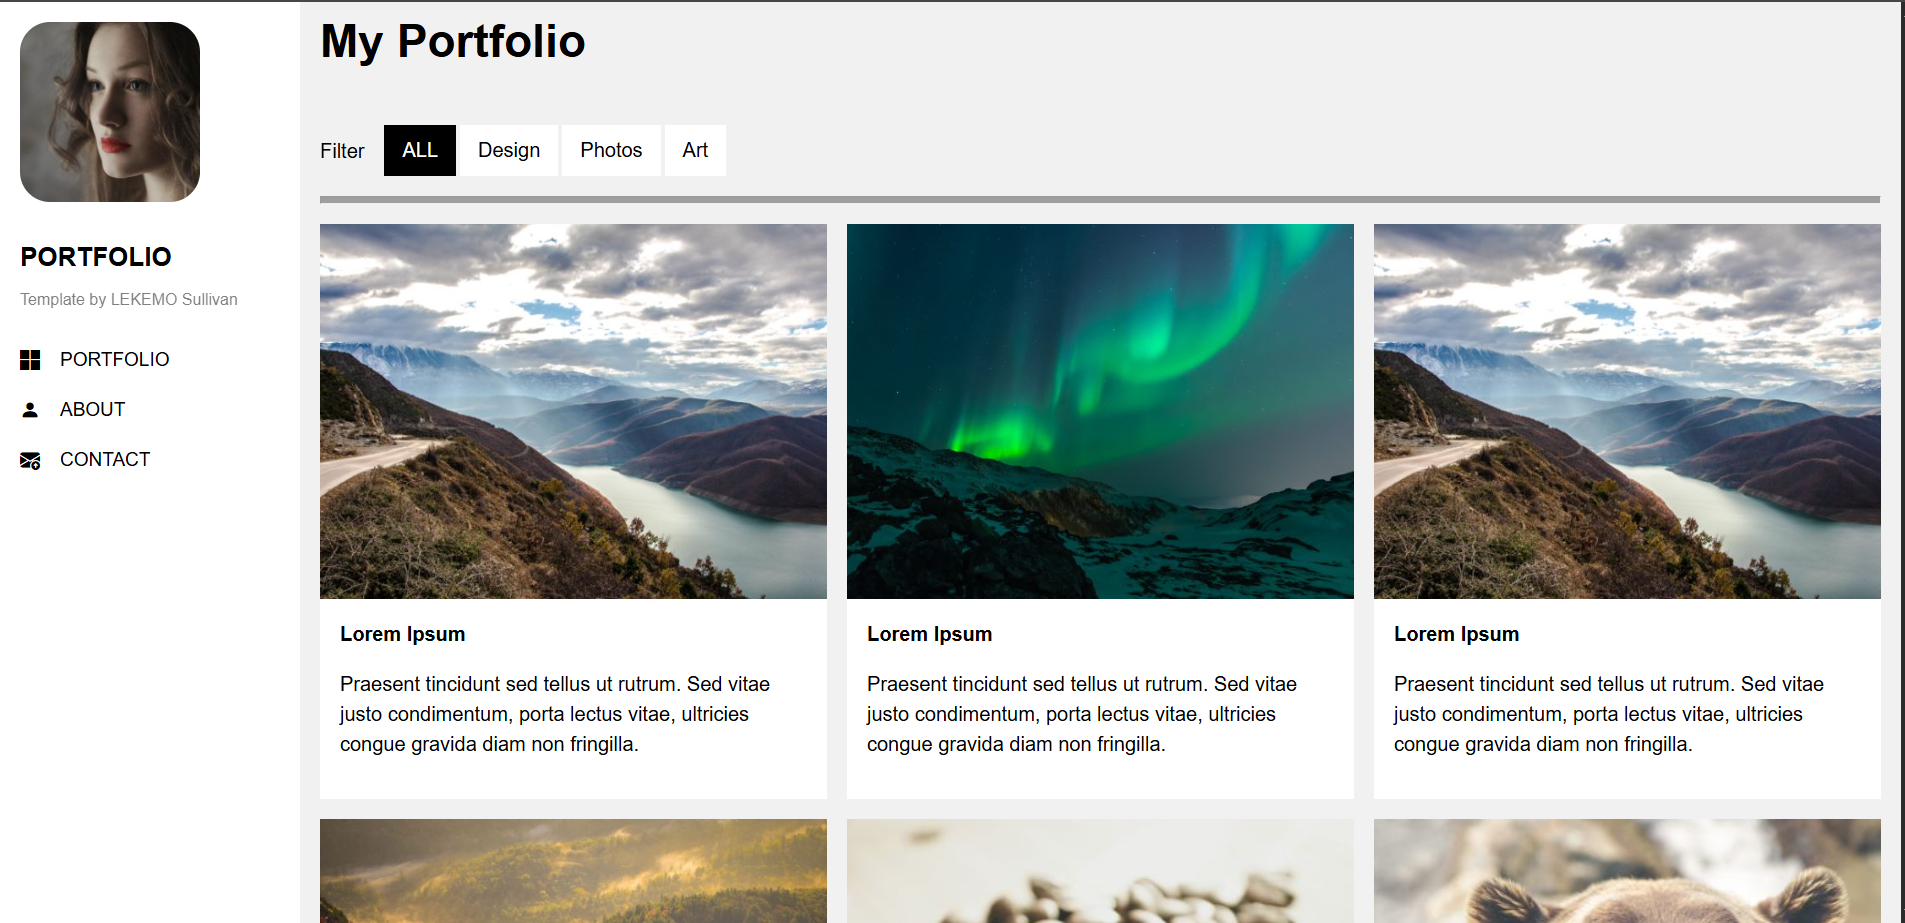 My Portfolio
Filter ALL Design Photos Art
PORTFOLIO
Template by LEKEMO Sullivan
PORTFOLIO
ABOUT
CONTACT
Lorem Ipsum
Praesent tincidunt sed tellus ut rutrum. Sed vitae
justo condimentum, porta lectus vitae, ultricies
congue gravida diam non fringilla.
Lorem Ipsum
Praesent tincidunt sed tellus ut rutrum. Sed vitae
justo condimentum, porta lectus vitae, ultricies
congue gravida diam non fringilla.
Lorem Ipsum
Praesent tincidunt sed tellus ut rutrum. Sed vitae
justo condimentum, porta lectus vitae, ultricies
congue gravida diam non fringilla.